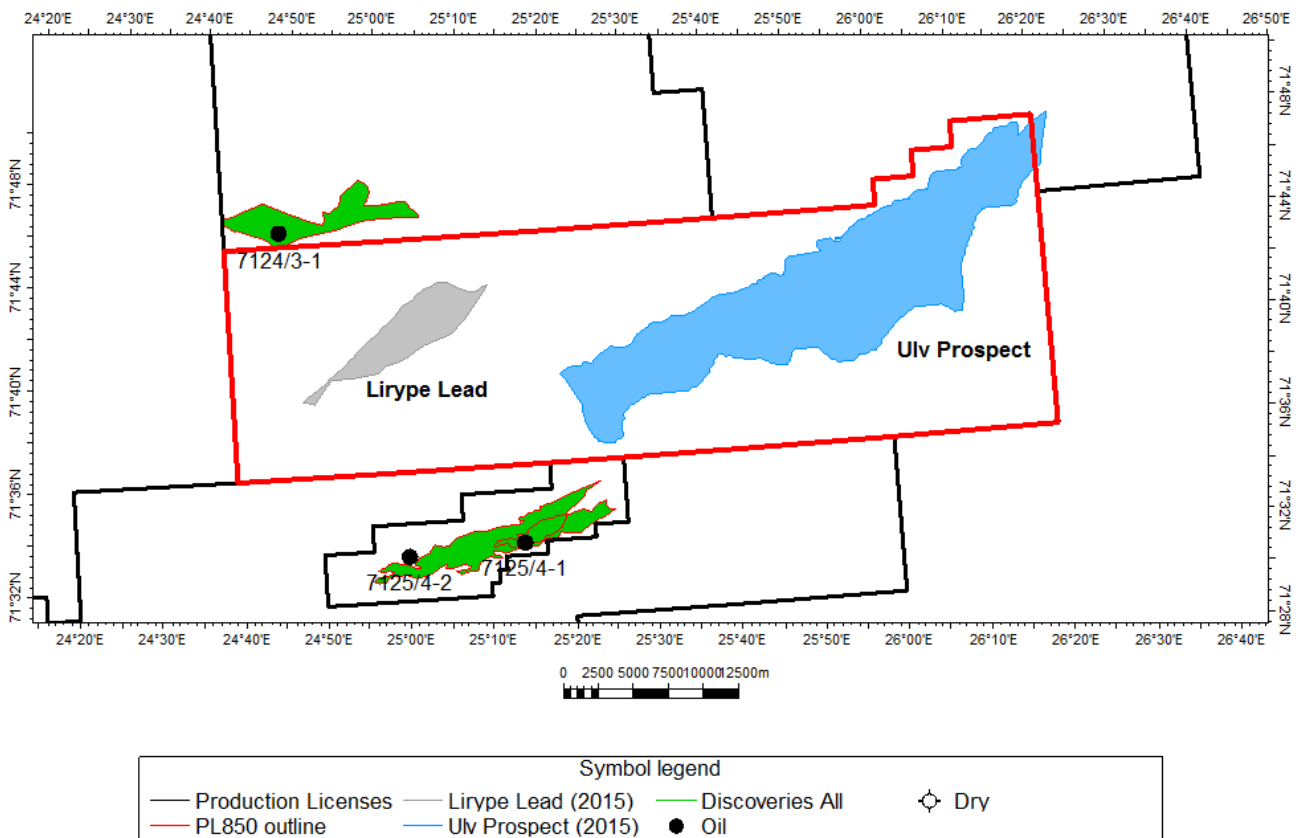 24°20'E 24°30'E 24°40'E 24°50'E 25°00'E 25°10'E 25°20'E 25°30'E 25°40'E 25°50'E 26°00'E 26°10'E 26°20'E 26°40'E 26°50'E
71°48'N
71°48'N
71°44'N
7124/3-1
71°44'N
71°40'N
Ulv Prospect
Lirype Lead
71°40'N
71°36'N
71°36'N
71°32'N
7125/4-1
7125/4-2
71°32'N
71°28'N
24°20'E 24°30'E 24°40'E 24°50'E 25°00'E 25°10'E 25°20'E 25°30'E 25°40'E 25°50'E 26°00'E 26°10'E 26°20'E 26°30'E 26°40'E
0 2500 5000 7500 10000 12500m
Symbol legend
Production Licenses Lirype Lead (2015) Discoveries All Dry
PL850 outline Ulv Prospect (2015) Oil